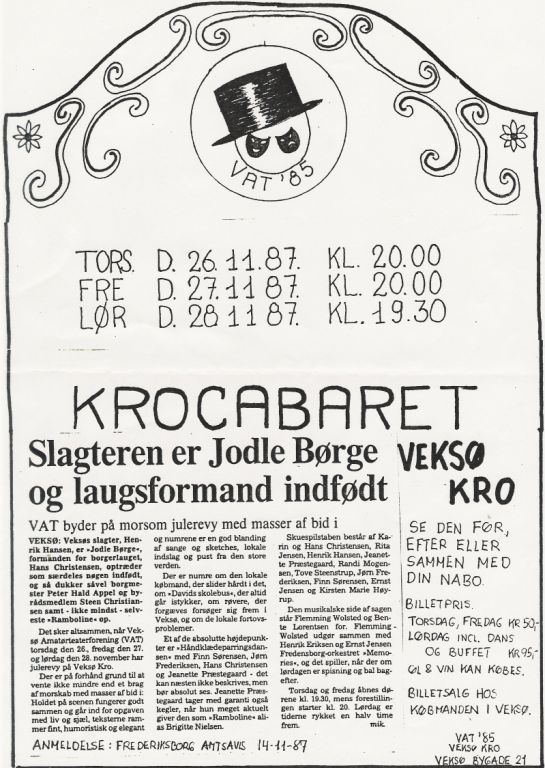 VAT '85
TORS. D. 26.11.87. KL. 20.00
FRE D. 27.11.87. KL. 20.00
LØR D. 28 11 87. KL. 19.30
KROCABARET
Slagteren er Jodle Børge
og laugsformand indfødt
VAT byder på morsom julerevy med masser af bid i
VEKSØ: Veksøs slagter, Hen-
rik Hansen, er »Jodle Børge«,
formanden for borgerlauget,
Hans Christensen, optræder
som særdeles nøgen indfødt,
og så dukker såvel borgme-
ster Peter Hald Appel og by-
rådsmedlem Steen Christian-
sen samt - ikke mindst - selv-
este »Ramboline« op.
Det sker altsammen, når Vek-
sø Amatørteaterforening (VAT)
torsdag den 26., fredag den 27.
og lørdag den 28. november har
julerevy på Veksø Kro.
Der er på forhånd grund til at
vente ikke mindre end et brag
af morskab med masser af bid i:
Holdet på scenen fungerer godt
sammen og går ind for opgaven
med liv og sjæl, teksterne ram-
mer fint, humoristisk og elegant
og numrene er en god blanding
af sange og sketches, lokale
indslag og pust fra den store
verden.
Der er numre om den lokale
købmand, der sidder hårdt i det,
om »Davids skolebus«, der altid
går istykker, om røvere, der
forgæves forsøger sig frem i
Veksø, og om de lokale fortovs-
problemer.
Et af de absolutte højdepunk-
ter er »Håndklædeparringsdan-
sen« med Finn Sørensen, Jørn
Frederiksen, Hans Christensen
og Jeanette Præstegaard - det
kan næsten ikke beskrives, men
bør absolut ses. Jeanette Præs-
tegaard tager med garanti også
kegler, når hun meget aktuelt
giver den som »Ramboline« ali-
as Brigitte Nielsen.
Skuespilstaben består af Ka-
rin og Hans Christensen, Rita
Jensen, Henrik Hansen, Jeanet-
te Præstegaard, Randi Mogen-
sen, Tove Steenstrup, Jørn Fre-
deriksen, Finn Sørensen, Ernst
Jensen og Kirsten Marie Høy-
rup.
Den musikalske side af sagen
står Flemming Wolsted og Ben-
te Lorentsen for. Flemming
Wolsted udgør sammen med
Henrik Eriksen og Ernst Jensen
Fredensborg-orkestret »Memo-
ries«, og det spiller, når der om
lørdagen er spisning og bal bag-
efter.
Torsdag og fredag åbnes dø-
rene kl. 19.30, mens forestillin-
gen starter kl. 20. Lørdag er
tiderne rykket en halv time
frem. mik.
ANMELDELSE: FREDERIKSBORG AMTSAVIS 14-11-87
VEKSØ
KRO
SE DEN FØR,
EFTER ELLER
SAMMEN MED
DIN NABO.
BILLETPRIS.
TORSDAG, FREDAG KR 50,-
LØRDAG INCL. DANS
OG BUFFET KR 95,-
ØL & VIN KAN KØBES.
BILLETSALG HOS
KØBMANDEN I VEKSØ.
VAT '85
VEKSØ KRO
VEKSØ BYGADE 21